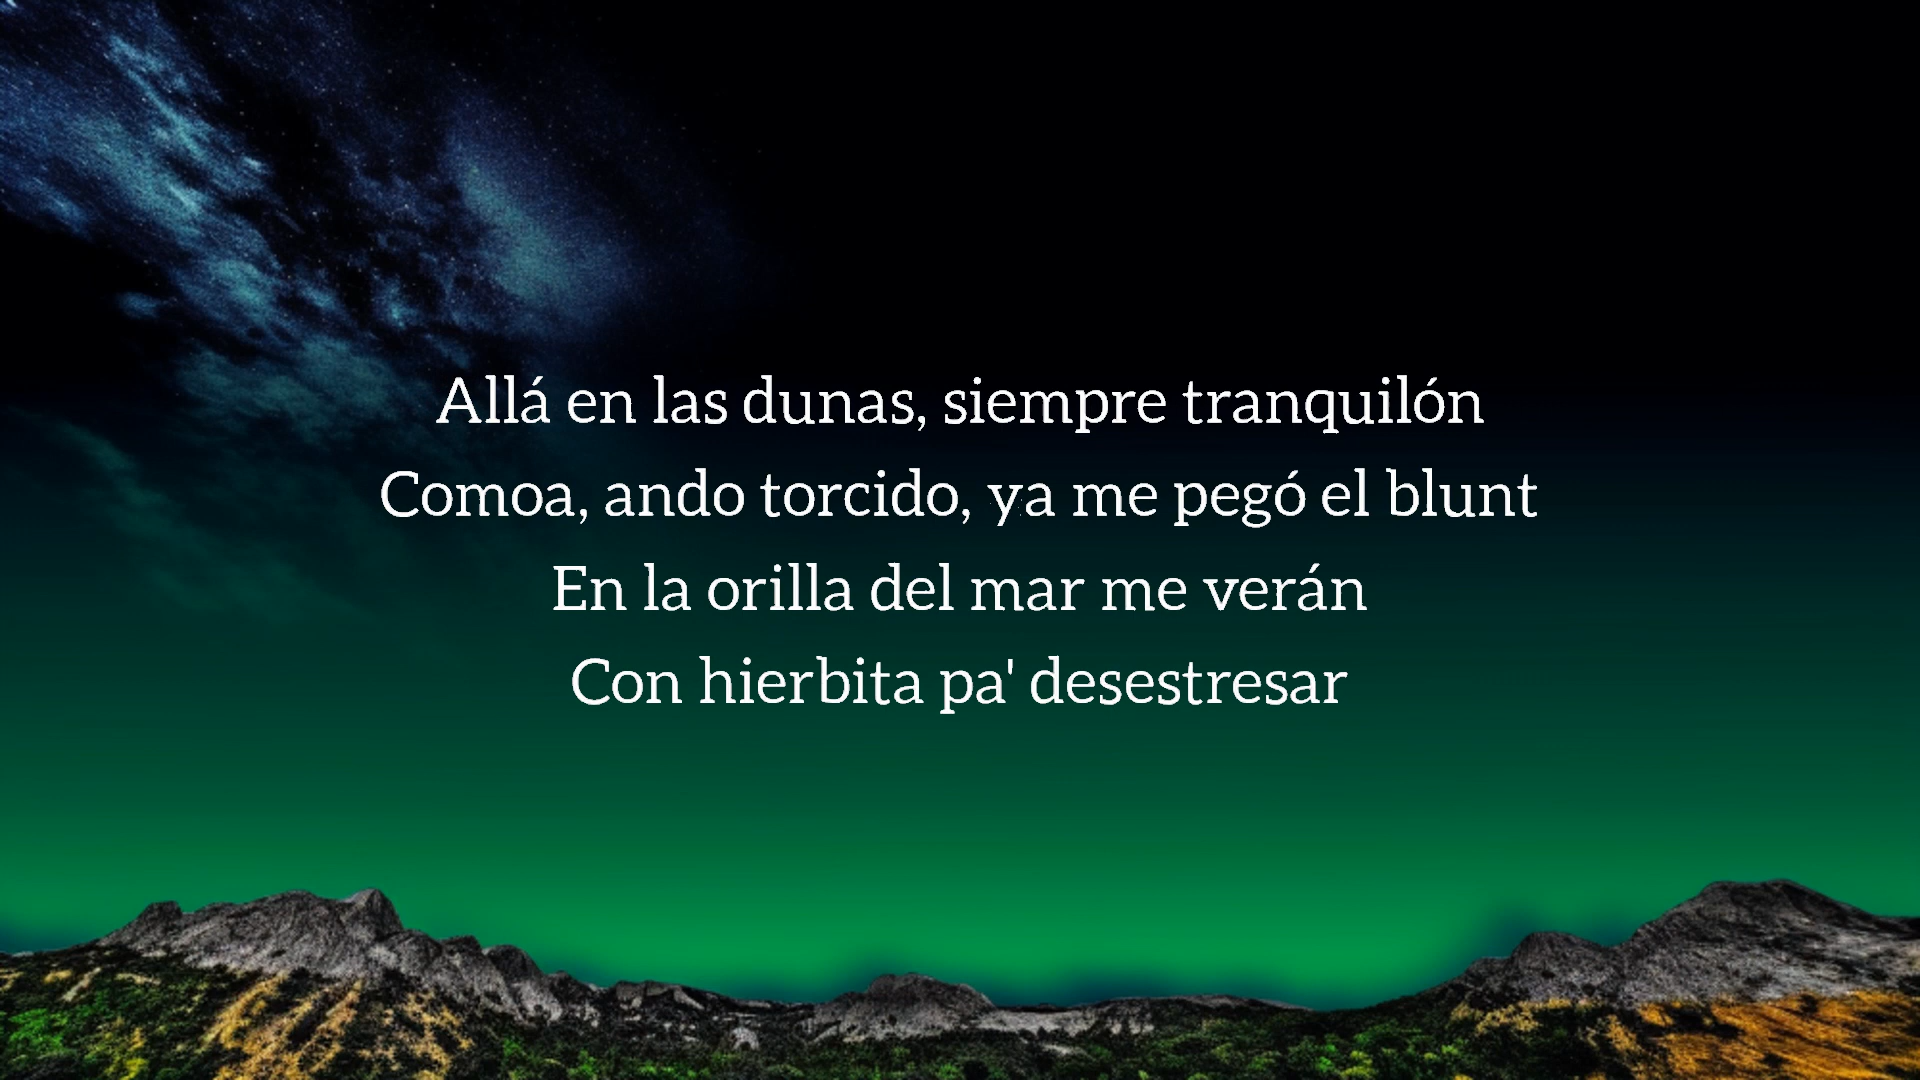 Allá en las dunas, siempre tranquilón
Comoa, ando torcido, ya me pegó el blunt
En la orilla del mar me verán
Con hierbita pa' desestresar